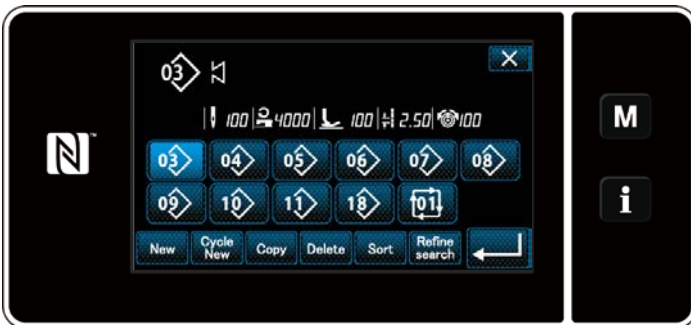 03
100 4000 100 2.50 100
03 04 05 06 07 08
09 10 11 18 01
New Cycle New Copy Delete Sort Refine search
M
i